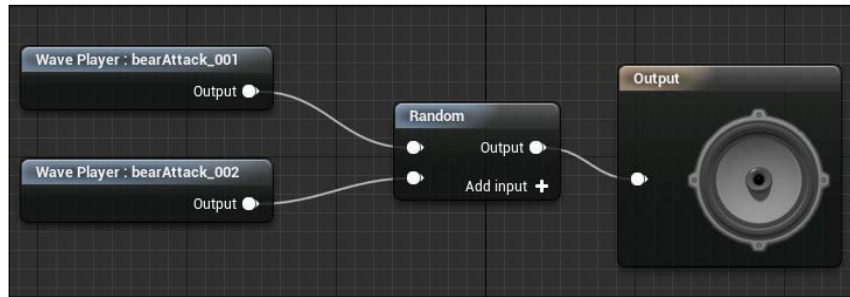 Wave Player : bearAttack_001
Output
Wave Player : bearAttack_002
Output
Random
Output
Add input
Output